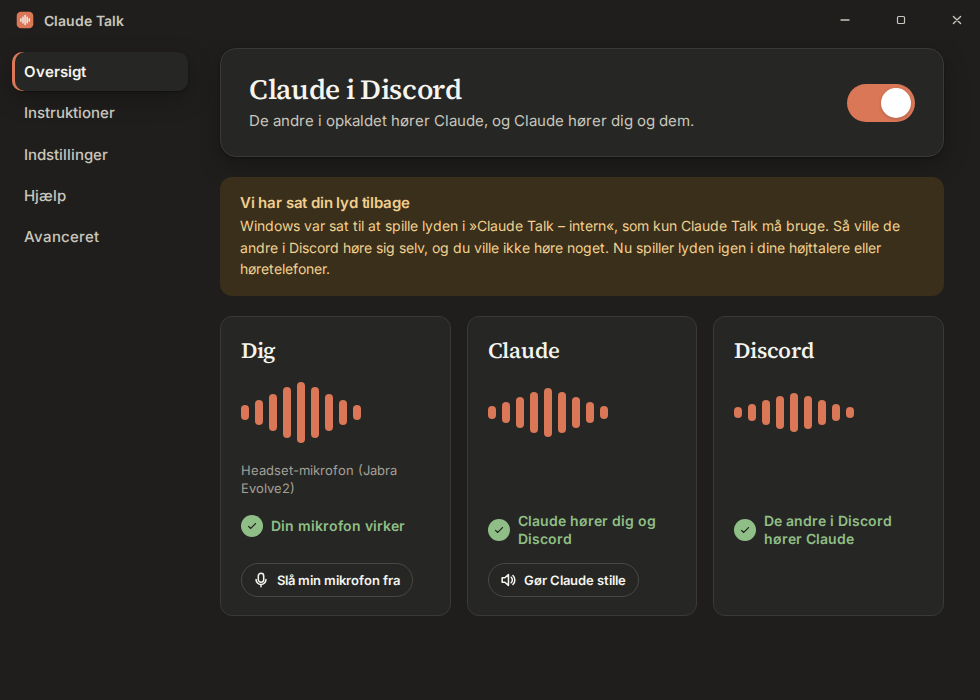 Claude Talk
Oversigt
Instruktioner
Indstillinger
Hjælp
Avanceret
Claude i Discord
De andre i opkaldet hører Claude, og Claude hører dig og dem.
Vi har sat din lyd tilbage
Windows var sat til at spille lyden i »Claude Talk – intern«, som kun Claude Talk må bruge. Så ville de
andre i Discord høre sig selv, og du ville ikke høre noget. Nu spiller lyden igen i dine højttalere eller
høretelefoner.
Dig
Headset-mikrofon (Jabra
Evolve2)
Din mikrofon virker
Slå min mikrofon fra
Claude
Claude hører dig og
Discord
Gør Claude stille
Discord
De andre i Discord
hører Claude